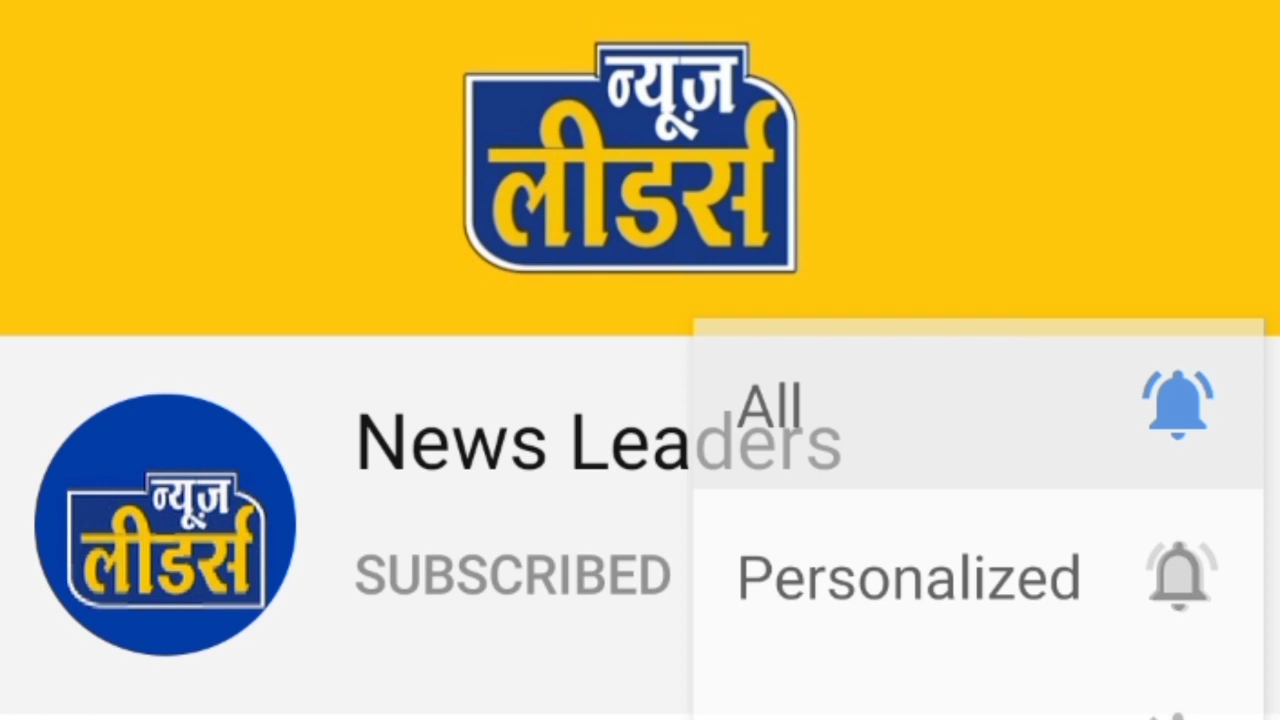 न्यूज़
लीडर्स
All
News Leaders
न्यूज़
लीडर्स
SUBSCRIBED
Personalized